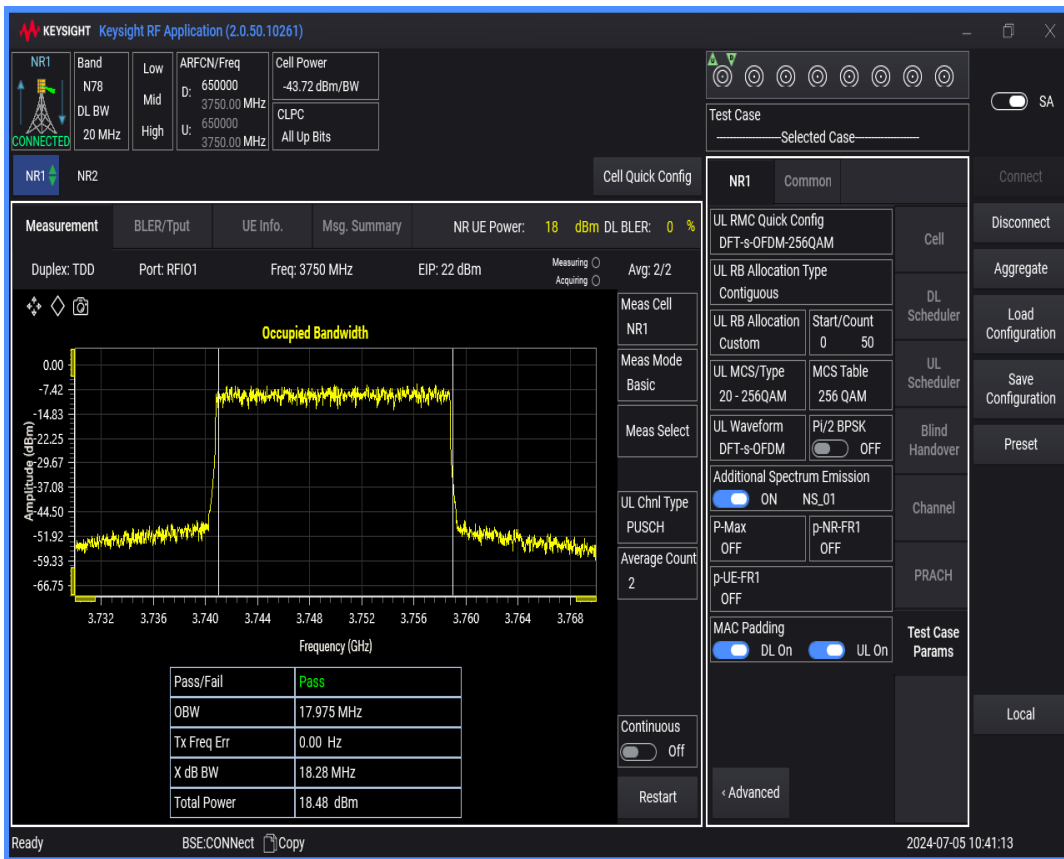 KEYSIGHT Keysight RF Application (2.0.50.10261)
NR1
CONNECTED
Band
N78
DL BW
20 MHz
Low
Mid
High
ARFCN/Freq
D: 650000
3750.00 MHz
U: 650000
3750.00 MHz
Cell Power
-43.72 dBm/BW
CLPC
All Up Bits
Test Case
----------------Selected Case----------------
SA
NR1 NR2
Cell Quick Config
Measurement BLER/Tput UE Info. Msg. Summary NR UE Power: 18 dBm DL BLER: 0 %
Duplex: TDD Port: RFIO1 Freq: 3750 MHz EIP: 22 dBm Measuring Acquiring Avg: 2/2
Occupied Bandwidth
Amplitude (dBm)
0.00
-7.42
-14.83
-22.25
-29.67
-37.08
-44.50
-51.92
-59.33
-66.75
3.732 3.736 3.740 3.744 3.748 3.752 3.756 3.760 3.764 3.768
Frequency (GHz)
Pass/Fail Pass
OBW 17.975 MHz
Tx Freq Err 0.00 Hz
X dB BW 18.28 MHz
Total Power 18.48 dBm
Meas Cell
NR1
Meas Mode
Basic
Meas Select
UL Chnl Type
PUSCH
Average Count
2
Continuous
Off
Restart
NR1 Common
UL RMC Quick Config
DFT-s-OFDM-256QAM
UL RB Allocation Type
Contiguous
UL RB Allocation Start/Count
Custom 0 50
UL MCS/Type MCS Table
20 - 256QAM 256 QAM
UL Waveform Pi/2 BPSK
DFT-s-OFDM OFF
Additional Spectrum Emission
ON NS_01
P-Max p-NR-FR1
OFF OFF
p-UE-FR1
OFF
MAC Padding
DL On UL On
‹ Advanced
Cell
DL
Scheduler
UL
Scheduler
Blind
Handover
Channel
PRACH
Test Case
Params
Connect
Disconnect
Aggregate
Load
Configuration
Save
Configuration
Preset
Local
Ready BSE:CONNect Copy 2024-07-05 10:41:13